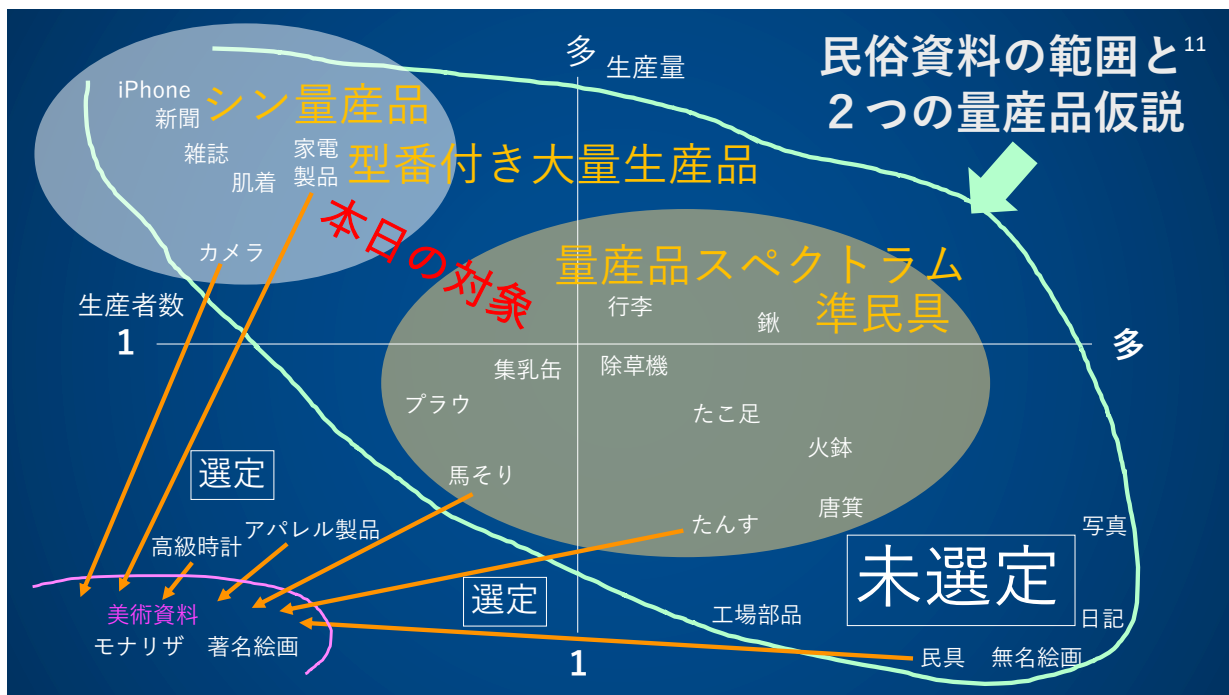 民俗資料の範囲と
11
２つの量産品仮説
多
生産量
iPhone
新聞
シン量産品
雑誌
家電
製品
肌着
型番付き大量生産品
カメラ
本日の対象
量産品スペクトラム
準民具
行李
鍬
生産者数
1
多
集乳缶
除草機
プラウ
たこ足
火鉢
選定
馬そり
唐箕
たんす
写真
アパレル製品
高級時計
未選定
選定
美術資料
工場部品
日記
モナリザ
著名絵画
1
民具
無名絵画